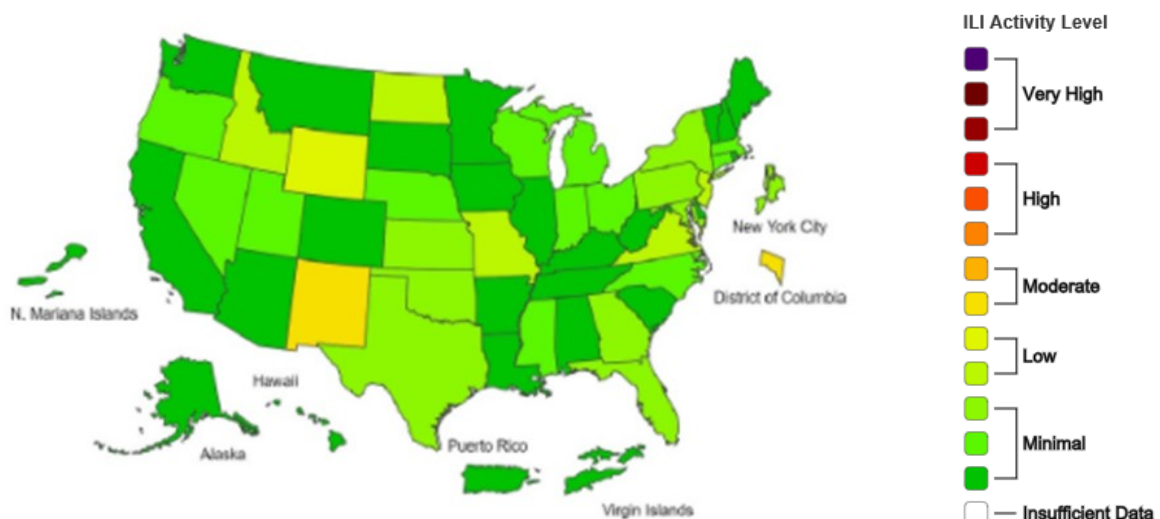 ILI Activity Level
Very High
High
Moderate
Low
Minimal
Insufficient Data
New York City
District of Columbia
N. Mariana Islands
Hawaii
Alaska
Puerto Rico
Virgin Islands